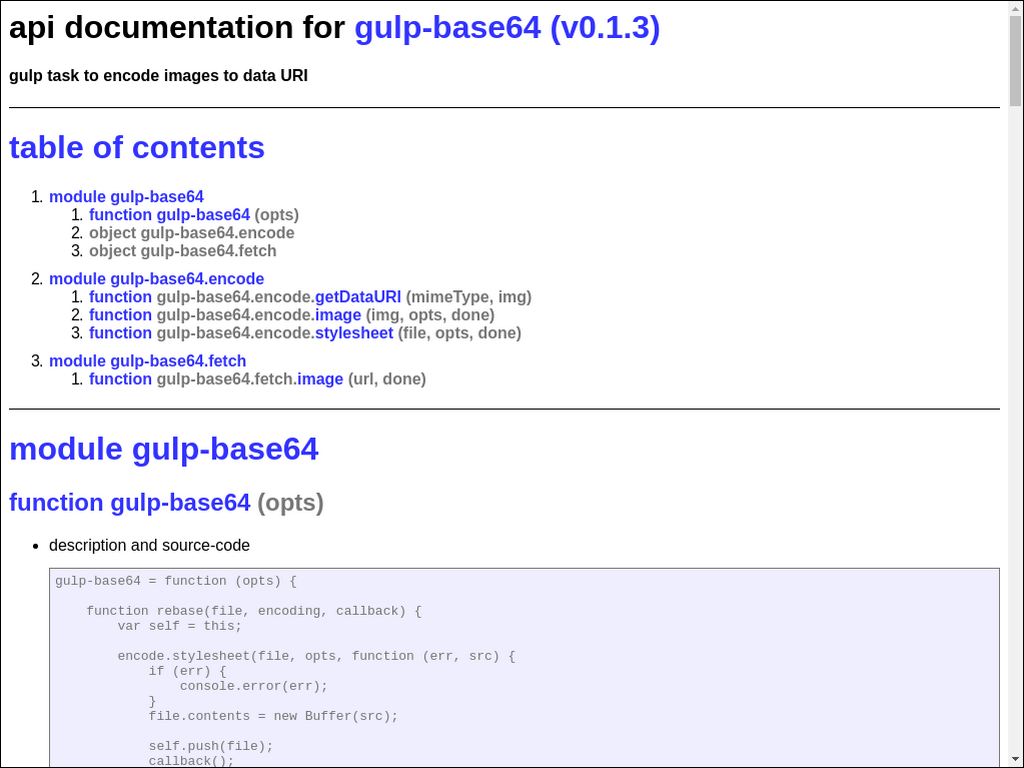 api documentation for gulp-base64 (v0.1.3)
gulp task to encode images to data URI
table of contents
1. module gulp-base64
1. function gulp-base64 (opts)
2. object gulp-base64.encode
3. object gulp-base64.fetch
2. module gulp-base64.encode
1. function gulp-base64.encode.getDataURI (mimeType, img)
2. function gulp-base64.encode.image (img, opts, done)
3. function gulp-base64.encode.stylesheet (file, opts, done)
3. module gulp-base64.fetch
1. function gulp-base64.fetch.image (url, done)
module gulp-base64
function gulp-base64 (opts)
• description and source-code
gulp-base64 = function (opts) {
function rebase(file, encoding, callback) {
var self = this;
encode.stylesheet(file, opts, function (err, src) {
if (err) {
console.error(err);
}
file.contents = new Buffer(src);
self.push(file);
callback();